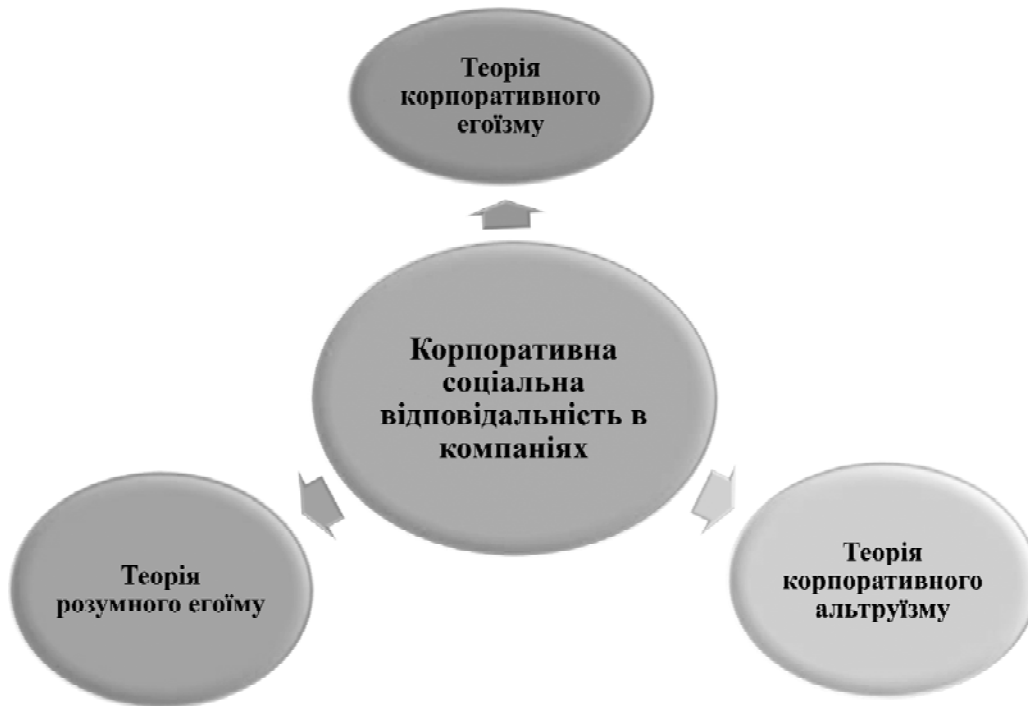 Теорія
корпоративного
егоїзму
Корпоративна
соціальна
відповідальність в
компаніях
Теорія
розумного егоїму
Теорія
корпоративного
альтруїзму